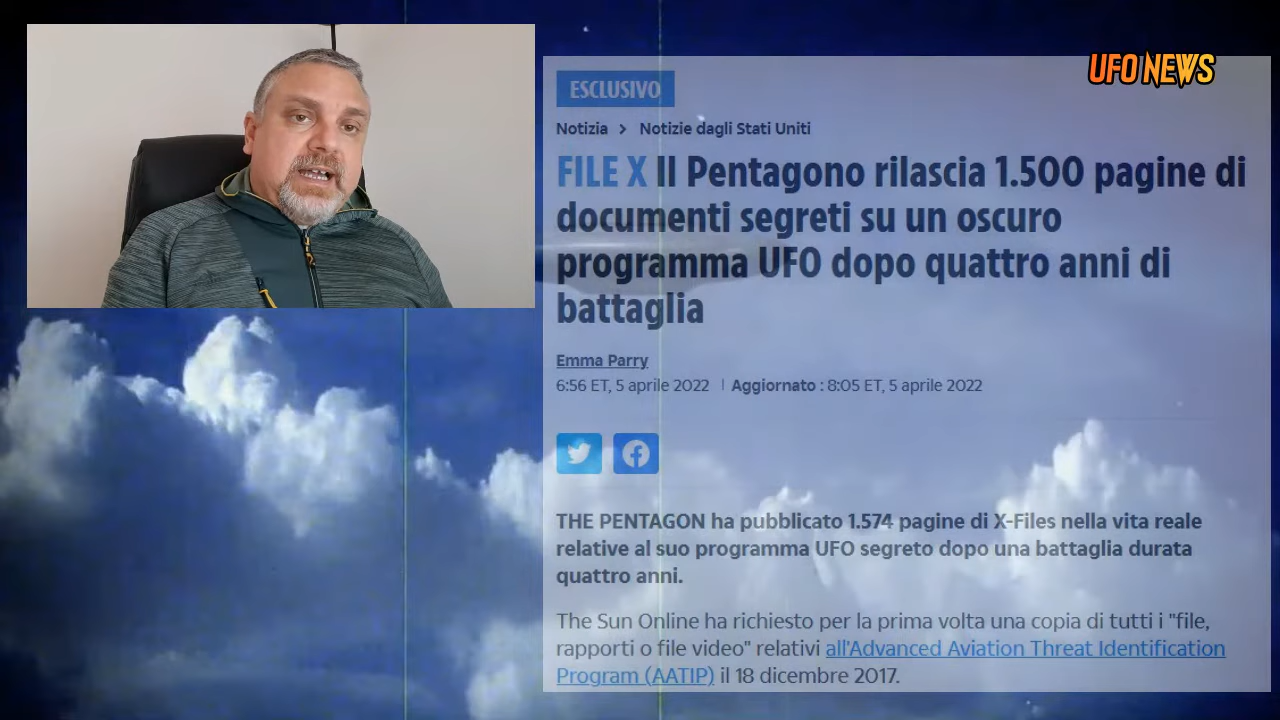 UFO NEWS
ESCLUSIVO
Notizia > Notizie dagli Stati Uniti
FILE X Il Pentagono rilascia 1.500 pagine di
documenti segreti su un oscuro
programma UFO dopo quattro anni di
battaglia
Emma Parry
6:56 ET, 5 aprile 2022 | Aggiornato : 8:05 ET, 5 aprile 2022
THE PENTAGON ha pubblicato 1.574 pagine di X-Files nella vita reale
relative al suo programma UFO segreto dopo una battaglia durata
quattro anni.
The Sun Online ha richiesto per la prima volta una copia di tutti i "file,
rapporti o file video" relativi all'Advanced Aviation Threat Identification
Program (AATIP) il 18 dicembre 2017.